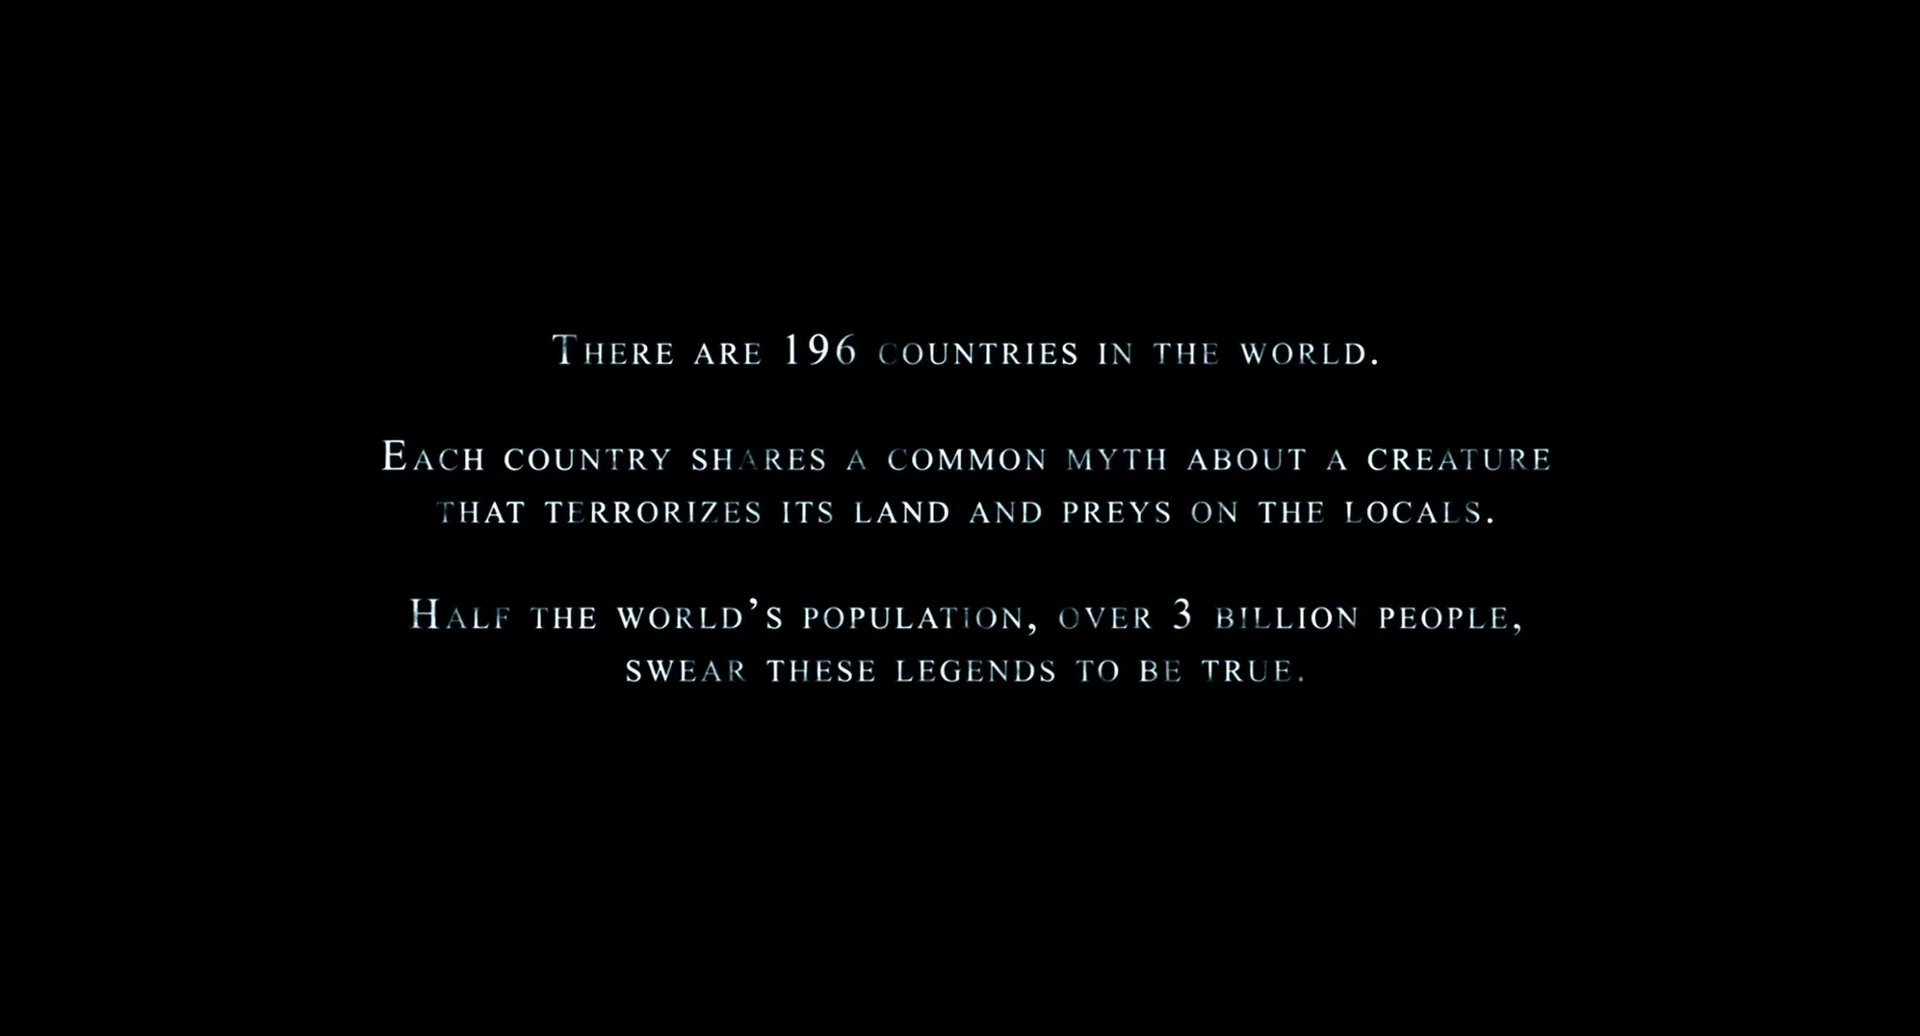 There are 196 countries in the world.
Each country shares a common myth about a creature
that terrorizes its land and preys on the locals.
Half the world’s population, over 3 billion people,
swear these legends to be true.